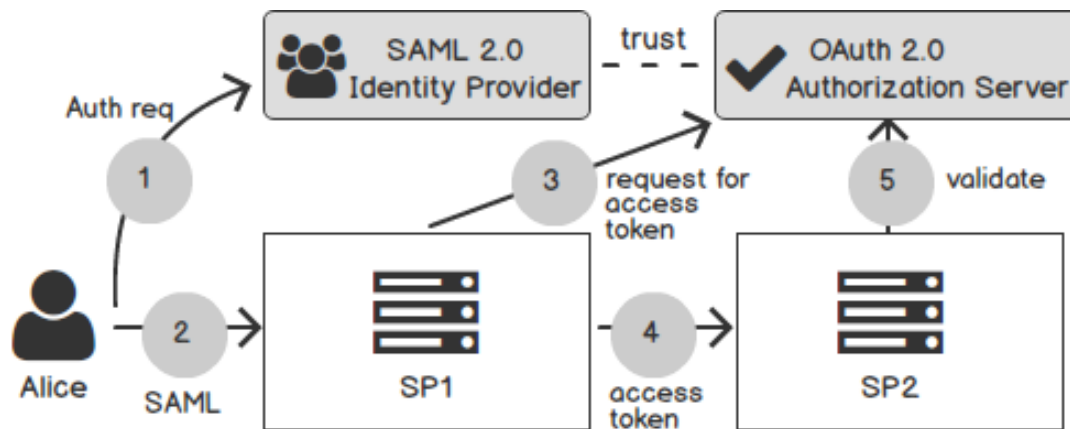 SAML 2.0
Identity Provider
trust
OAuth 2.0
Authorization Server
Auth req
1
3
request for
access
token
5
validate
Alice
2
SAML
SP1
4
access
token
SP2